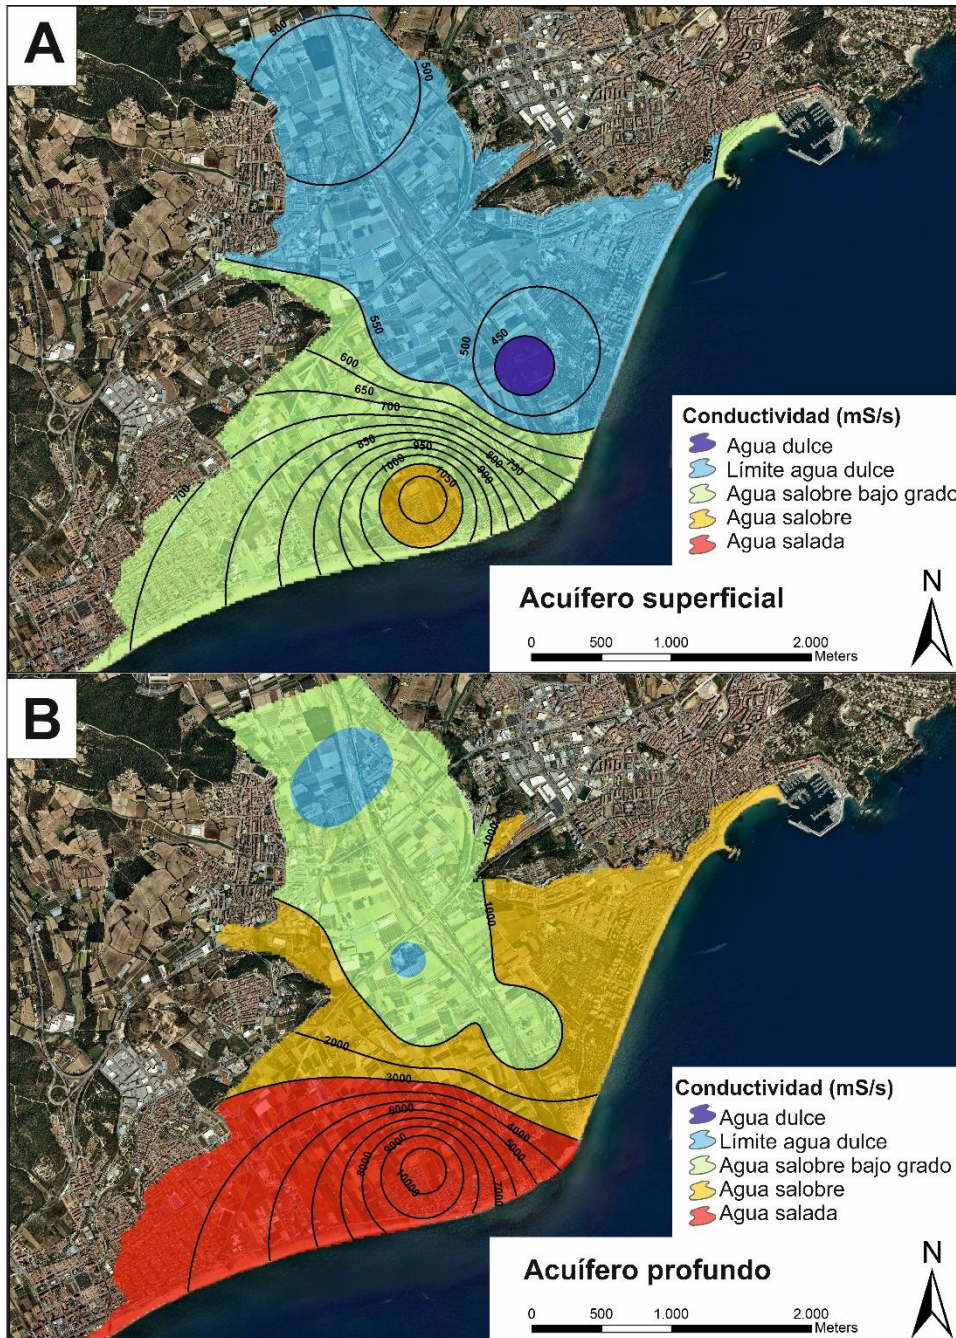 A
500
500
550
550
450
500
600
650
700
850
950
1000
1050
900
800
750
700
Conductividad (mS/s)
Agua dulce
Límite agua dulce
Agua salobre bajo grado
Agua salobre
Agua salada
Acuífero superficial
N
0 500 1.000 2.000
Meters
B
1000
1000
2000
3000
4000
5000
6000
7000
8000
9000
10000
Conductividad (mS/s)
Agua dulce
Límite agua dulce
Agua salobre bajo grado
Agua salobre
Agua salada
Acuífero profundo
N
0 500 1.000 2.000
Meters